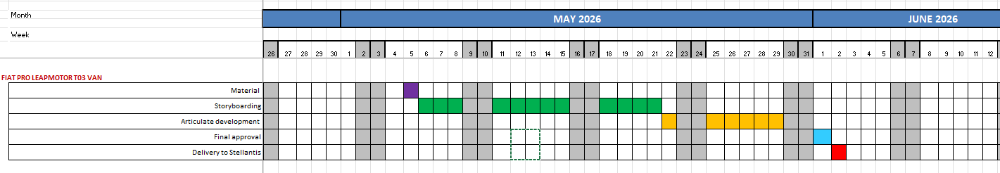 Month
MAY 2026 JUNE 2026
Week
26 27 28 29 30 1 2 3 4 5 6 7 8 9 10 11 12 13 14 15 16 17 18 19 20 21 22 23 24 25 26 27 28 29 30 31 1 2 3 4 5 6 7 8 9 10 11 12
FIAT PRO LEAPMOTOR T03 VAN
Material
Storyboarding
Articulate development
Final approval
Delivery to Stellantis